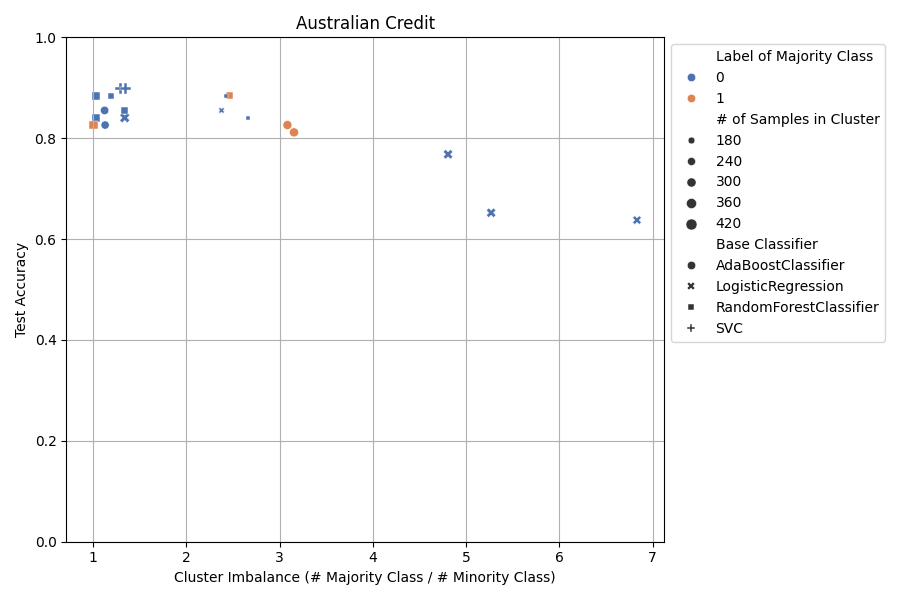 Australian Credit
1.0
0.8
0.6
0.4
0.2
0.0
Test Accuracy
1 2 3 4 5 6 7
Cluster Imbalance (# Majority Class / # Minority Class)
Label of Majority Class
0
1
# of Samples in Cluster
180
240
300
360
420
Base Classifier
AdaBoostClassifier
LogisticRegression
RandomForestClassifier
SVC